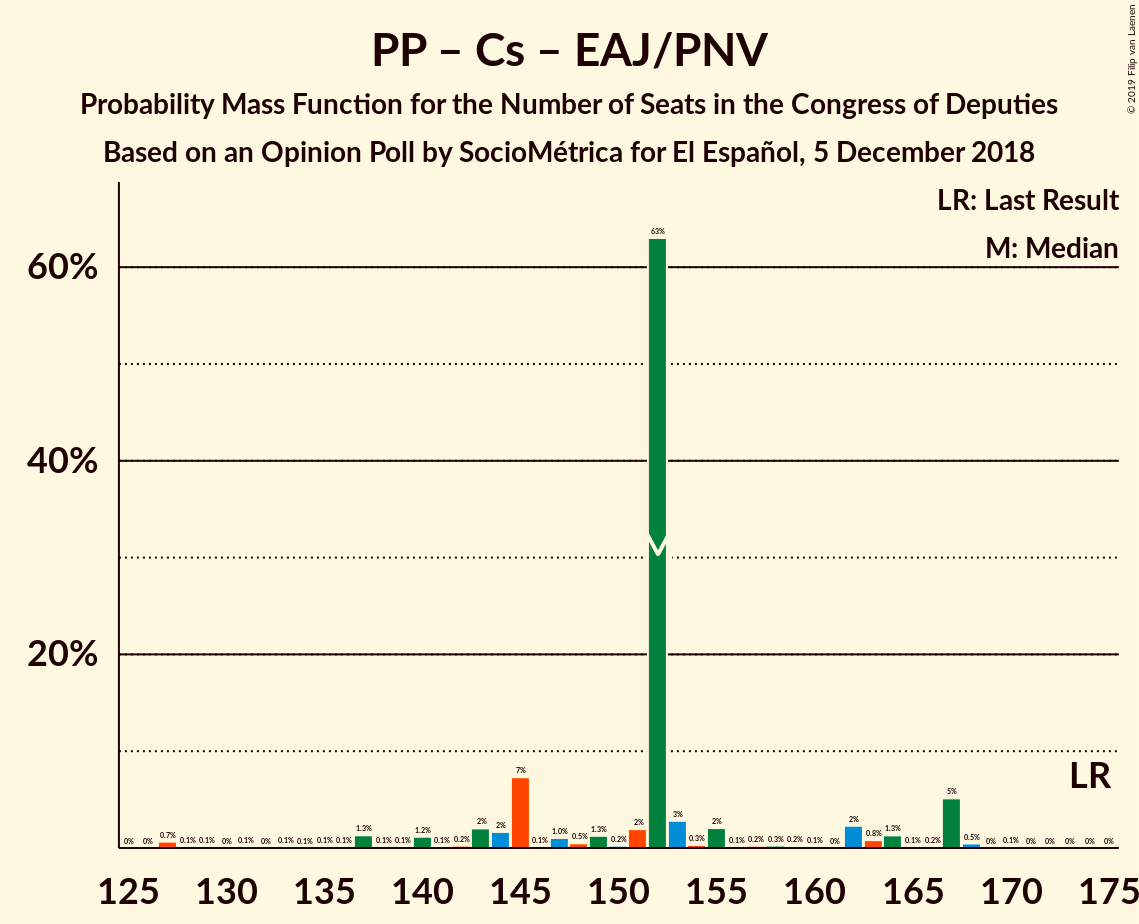 PP – Cs – EAJ/PNV
Probability Mass Function for the Number of Seats in the Congress of Deputies
Based on an Opinion Poll by SocioMétrica for El Español, 5 December 2018
© 2019 Filip van Laenen
LR: Last Result
M: Median
60%
40%
20%
0% 0% 0.7% 0.1% 0.1% 0% 0.1% 0% 0.1% 0.1% 0.1% 0.1% 1.3% 0.1% 0.1% 1.2% 0.1% 0.2% 2% 2% 7% 0.1% 1.0% 0.5% 1.3% 0.2% 2% 63% 3% 0.3% 2% 0.1% 0.2% 0.3% 0.2% 0.1% 0% 2% 0.8% 1.3% 0.1% 0.2% 5% 0.5% 0% 0.1% 0% 0% 0% 0% 0%
LR
125 130 135 140 145 150 155 160 165 170 175